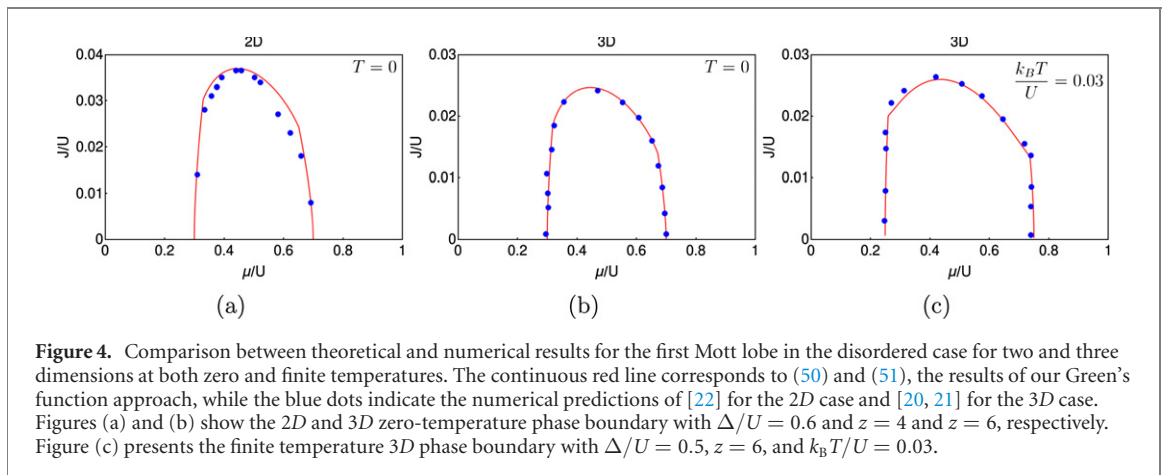 2D
3D
3D
0.04
0.03
0.02
0.01
0
J/U
T = 0
0 0.2 0.4 0.6 0.8 1
μ/U
(a)
0.03
0.02
0.01
0
J/U
T = 0
0 0.2 0.4 0.6 0.8 1
μ/U
(b)
0.03
0.02
0.01
0
J/U
k_BT/U = 0.03
0 0.2 0.4 0.6 0.8 1
μ/U
(c)
Figure 4. Comparison between theoretical and numerical results for the first Mott lobe in the disordered case for two and three
dimensions at both zero and finite temperatures. The continuous red line corresponds to (50) and (51), the results of our Green's
function approach, while the blue dots indicate the numerical predictions of [22] for the 2D case and [20, 21] for the 3D case.
Figures (a) and (b) show the 2D and 3D zero-temperature phase boundary with Δ/U = 0.6 and z = 4 and z = 6, respectively.
Figure (c) presents the finite temperature 3D phase boundary with Δ/U = 0.5, z = 6, and k_BT/U = 0.03.